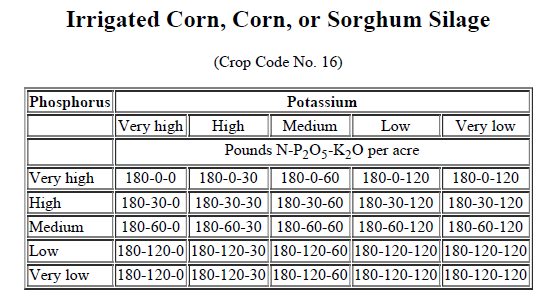 Irrigated Corn, Corn, or Sorghum Silage
(Crop Code No. 16)
Phosphorus Potassium
Very high High Medium Low Very low
Pounds N-P₂O₅-K₂O per acre
Very high 180-0-0 180-0-30 180-0-60 180-0-120 180-0-120
High 180-30-0 180-30-30 180-30-60 180-30-120 180-30-120
Medium 180-60-0 180-60-30 180-60-60 180-60-120 180-60-120
Low 180-120-0 180-120-30 180-120-60 180-120-120 180-120-120
Very low 180-120-0 180-120-30 180-120-60 180-120-120 180-120-120